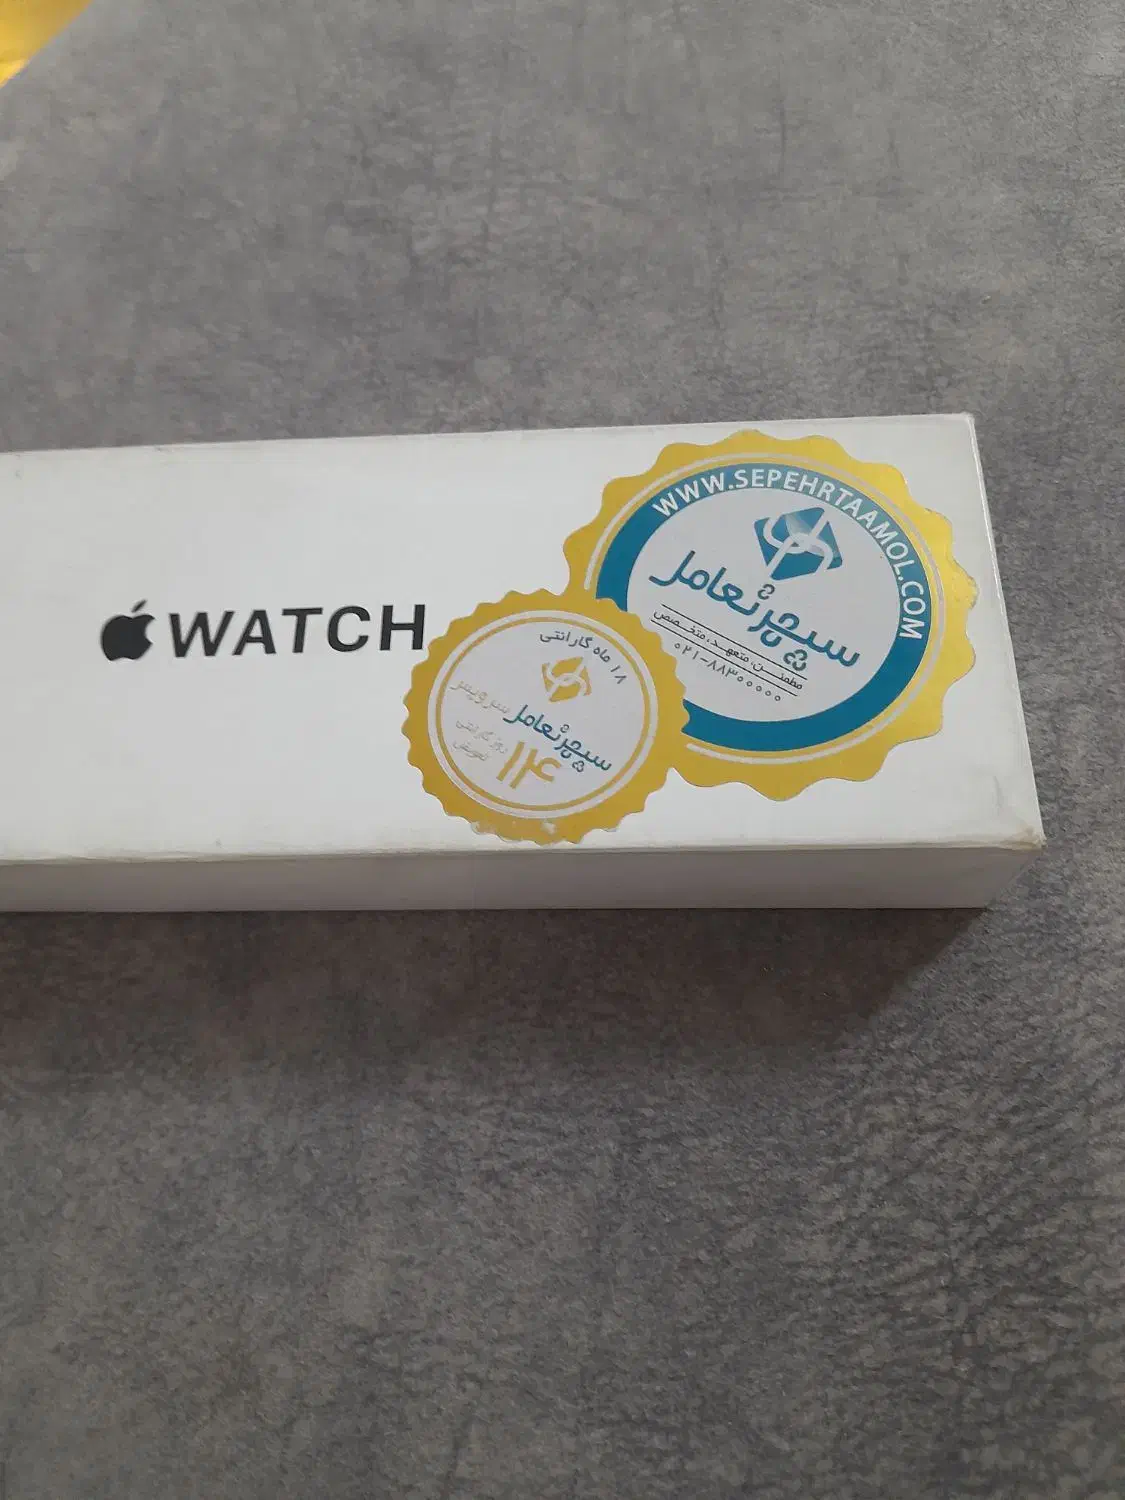 WATCH
WWW.SEPEHRTAAMOL.COM
سپهر تعامل
مطمئن، متعهد، متخصص
۰۲۱-۸۸۳۰۰۰۰۰
۱۸ ماه گارانتی
سپهر تعامل سرویس
۱۴ روز گارانتی
تعویض